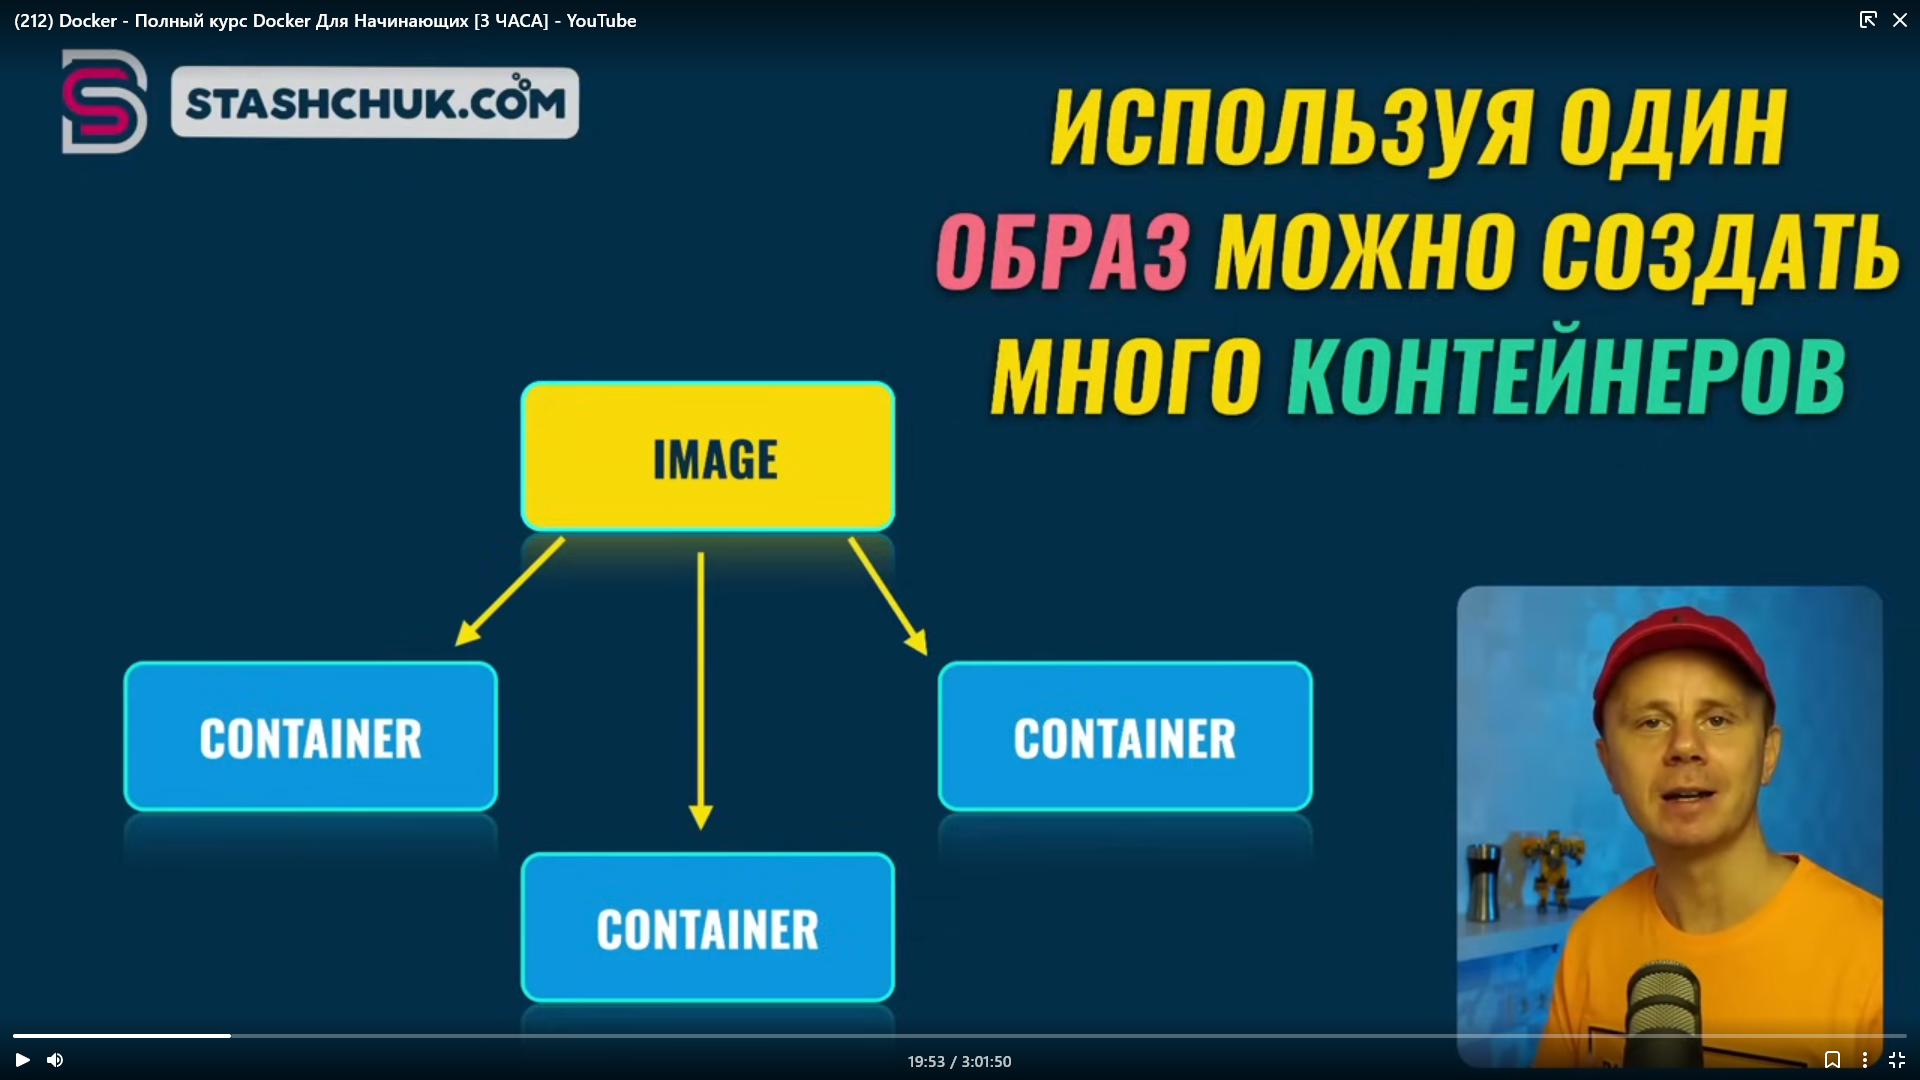 (212) Docker - Полный курс Docker Для Начинающих [3 ЧАСА] - YouTube
STASHCHUK.COM
ИСПОЛЬЗУЯ ОДИН
ОБРАЗ МОЖНО СОЗДАТЬ
МНОГО КОНТЕЙНЕРОВ
IMAGE
CONTAINER
CONTAINER
CONTAINER
19:53 / 3:01:50